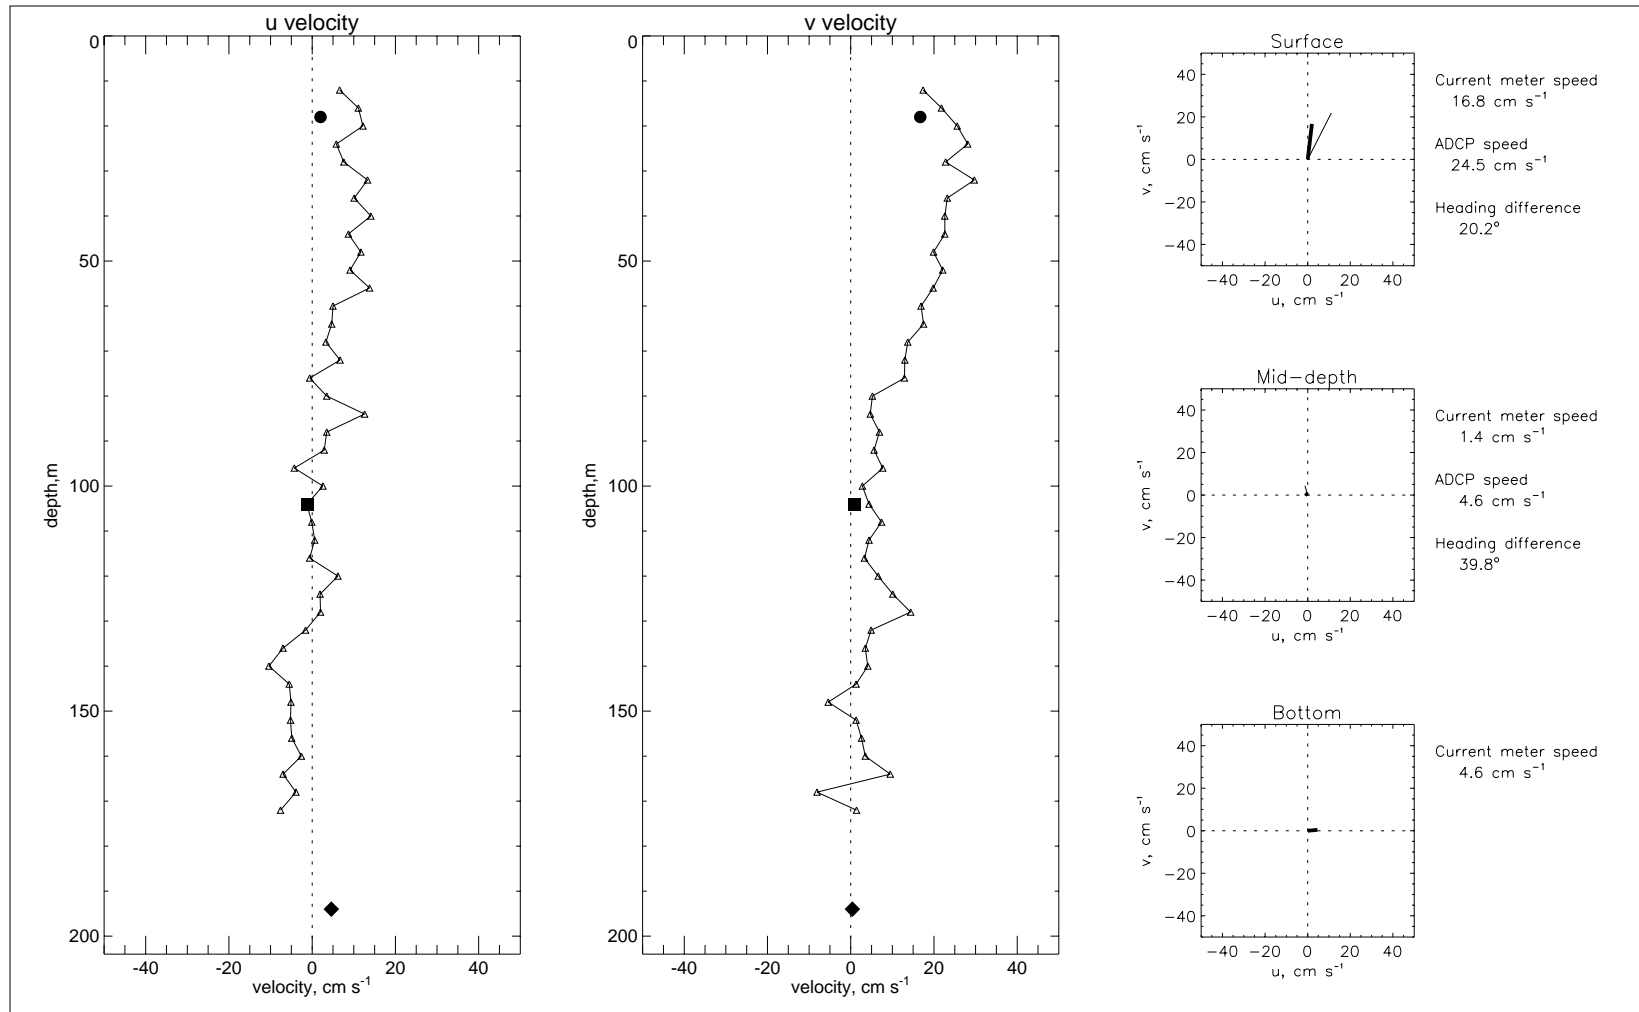 u velocity
0
50
100
150
200
depth,m
-40 -20 0 20 40
velocity, cm s⁻¹
v velocity
0
50
100
150
200
depth,m
-40 -20 0 20 40
velocity, cm s⁻¹
Surface
40
20
0
−20
−40
v, cm s⁻¹
−40 −20 0 20 40
u, cm s⁻¹
Current meter speed
16.8 cm s⁻¹
ADCP speed
24.5 cm s⁻¹
Heading difference
20.2°
Mid−depth
40
20
0
−20
−40
v, cm s⁻¹
−40 −20 0 20 40
u, cm s⁻¹
Current meter speed
1.4 cm s⁻¹
ADCP speed
4.6 cm s⁻¹
Heading difference
39.8°
Bottom
40
20
0
−20
−40
v, cm s⁻¹
−40 −20 0 20 40
u, cm s⁻¹
Current meter speed
4.6 cm s⁻¹